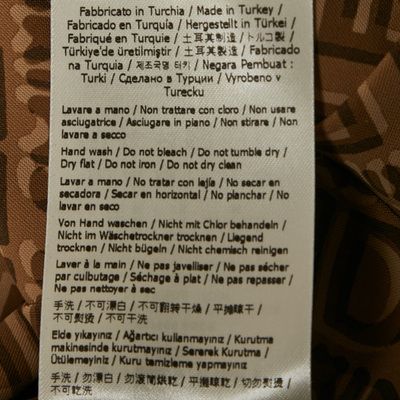 Fabbricato in Turchia / Made in Turkey /
Fabricado en Turquía / Hergestellt in Türkei /
Fabriqué en Turquie / 土耳其制造 / トルコ製 /
Türkiye'de üretilmiştir / 土耳其製造 / Fabricado
na Turquia / 제조국명 터키 / Negara Pembuat :
Turki / Сделано в Турции / Vyrobeno v
Turecku
Lavare a mano / Non trattare con cloro / Non usare
asciugatrice / Asciugare in piano / Non stirare / Non
lavare a secco
Hand wash / Do not bleach / Do not tumble dry /
Dry flat / Do not iron / Do not dry clean
Lavar a mano / No tratar con lejía / No secar en
secadora / Secar en horizontal / No planchar / No
lavar en seco
Von Hand waschen / Nicht mit Chlor behandeln /
Nicht im Wäschetrockner trocknen / Liegend
trocknen / Nicht bügeln / Nicht chemisch reinigen
Laver à la main / Ne pas javelliser / Ne pas sécher
par culbutage / Séchage à plat / Ne pas repasser /
Ne pas nettoyer à sec
手洗 / 不可漂白 / 不可翻转干燥 / 平摊晾干 /
不可熨烫 / 不可干洗
Elde yıkayınız / Ağartıcı kullanmayınız / Kurutma
makinesinde kurutmayınız / Sererek Kurutma /
Ütülemeyiniz / Kuru temizleme yapmayınız
手洗 / 勿漂白 / 勿滾筒烘乾 / 平攤晾乾 / 切勿熨燙 /
不可乾洗